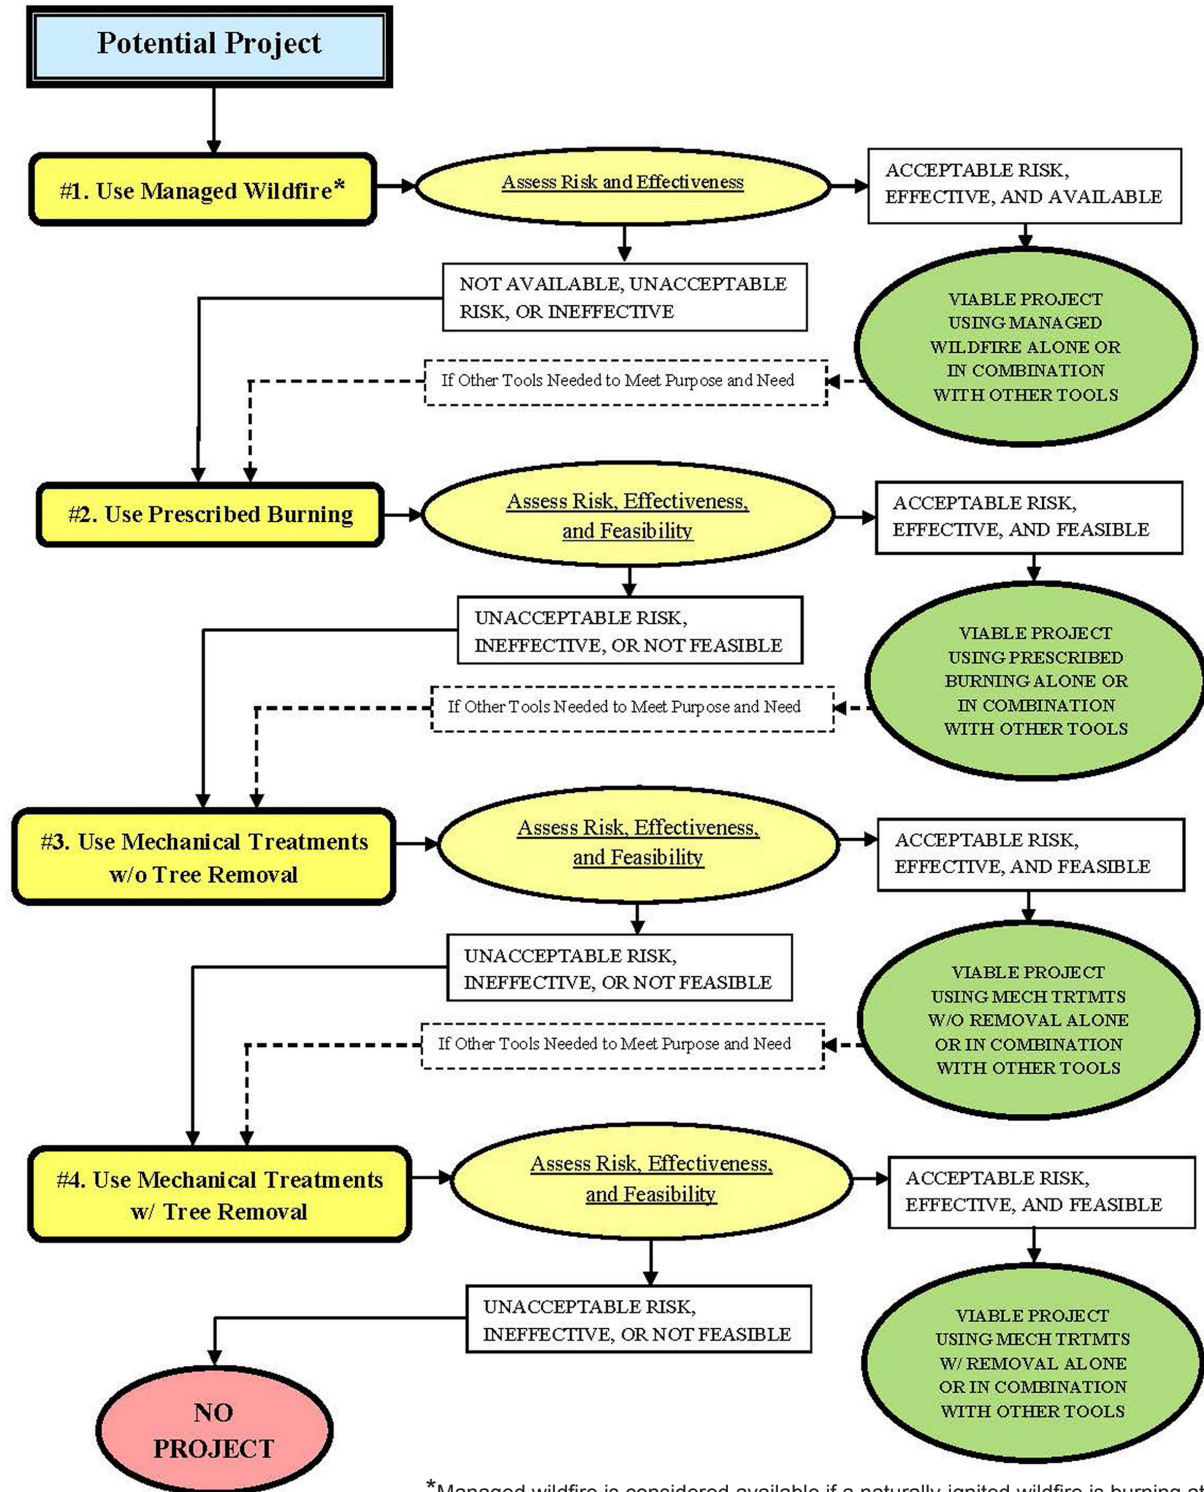 Potential Project
#1. Use Managed Wildfire*
Assess Risk and Effectiveness
ACCEPTABLE RISK,
EFFECTIVE, AND AVAILABLE
NOT AVAILABLE, UNACCEPTABLE
RISK, OR INEFFECTIVE
VIABLE PROJECT
USING MANAGED
WILDFIRE ALONE OR
IN COMBINATION
WITH OTHER TOOLS
If Other Tools Needed to Meet Purpose and Need
#2. Use Prescribed Burning
Assess Risk, Effectiveness,
and Feasibility
ACCEPTABLE RISK,
EFFECTIVE, AND FEASIBLE
UNACCEPTABLE RISK,
INEFFECTIVE, OR NOT FEASIBLE
VIABLE PROJECT
USING PRESCRIBED
BURNING ALONE OR
IN COMBINATION
WITH OTHER TOOLS
If Other Tools Needed to Meet Purpose and Need
#3. Use Mechanical Treatments
w/o Tree Removal
Assess Risk, Effectiveness,
and Feasibility
ACCEPTABLE RISK,
EFFECTIVE, AND FEASIBLE
UNACCEPTABLE RISK,
INEFFECTIVE, OR NOT FEASIBLE
VIABLE PROJECT
USING MECH TRTMTS
W/O REMOVAL ALONE
OR IN COMBINATION
WITH OTHER TOOLS
If Other Tools Needed to Meet Purpose and Need
#4. Use Mechanical Treatments
w/ Tree Removal
Assess Risk, Effectiveness,
and Feasibility
ACCEPTABLE RISK,
EFFECTIVE, AND FEASIBLE
UNACCEPTABLE RISK,
INEFFECTIVE, OR NOT FEASIBLE
VIABLE PROJECT
USING MECH TRTMTS
W/ REMOVAL ALONE
OR IN COMBINATION
WITH OTHER TOOLS
NO
PROJECT
*Managed wildfire is considered available if a naturally ignited wildfire is burning